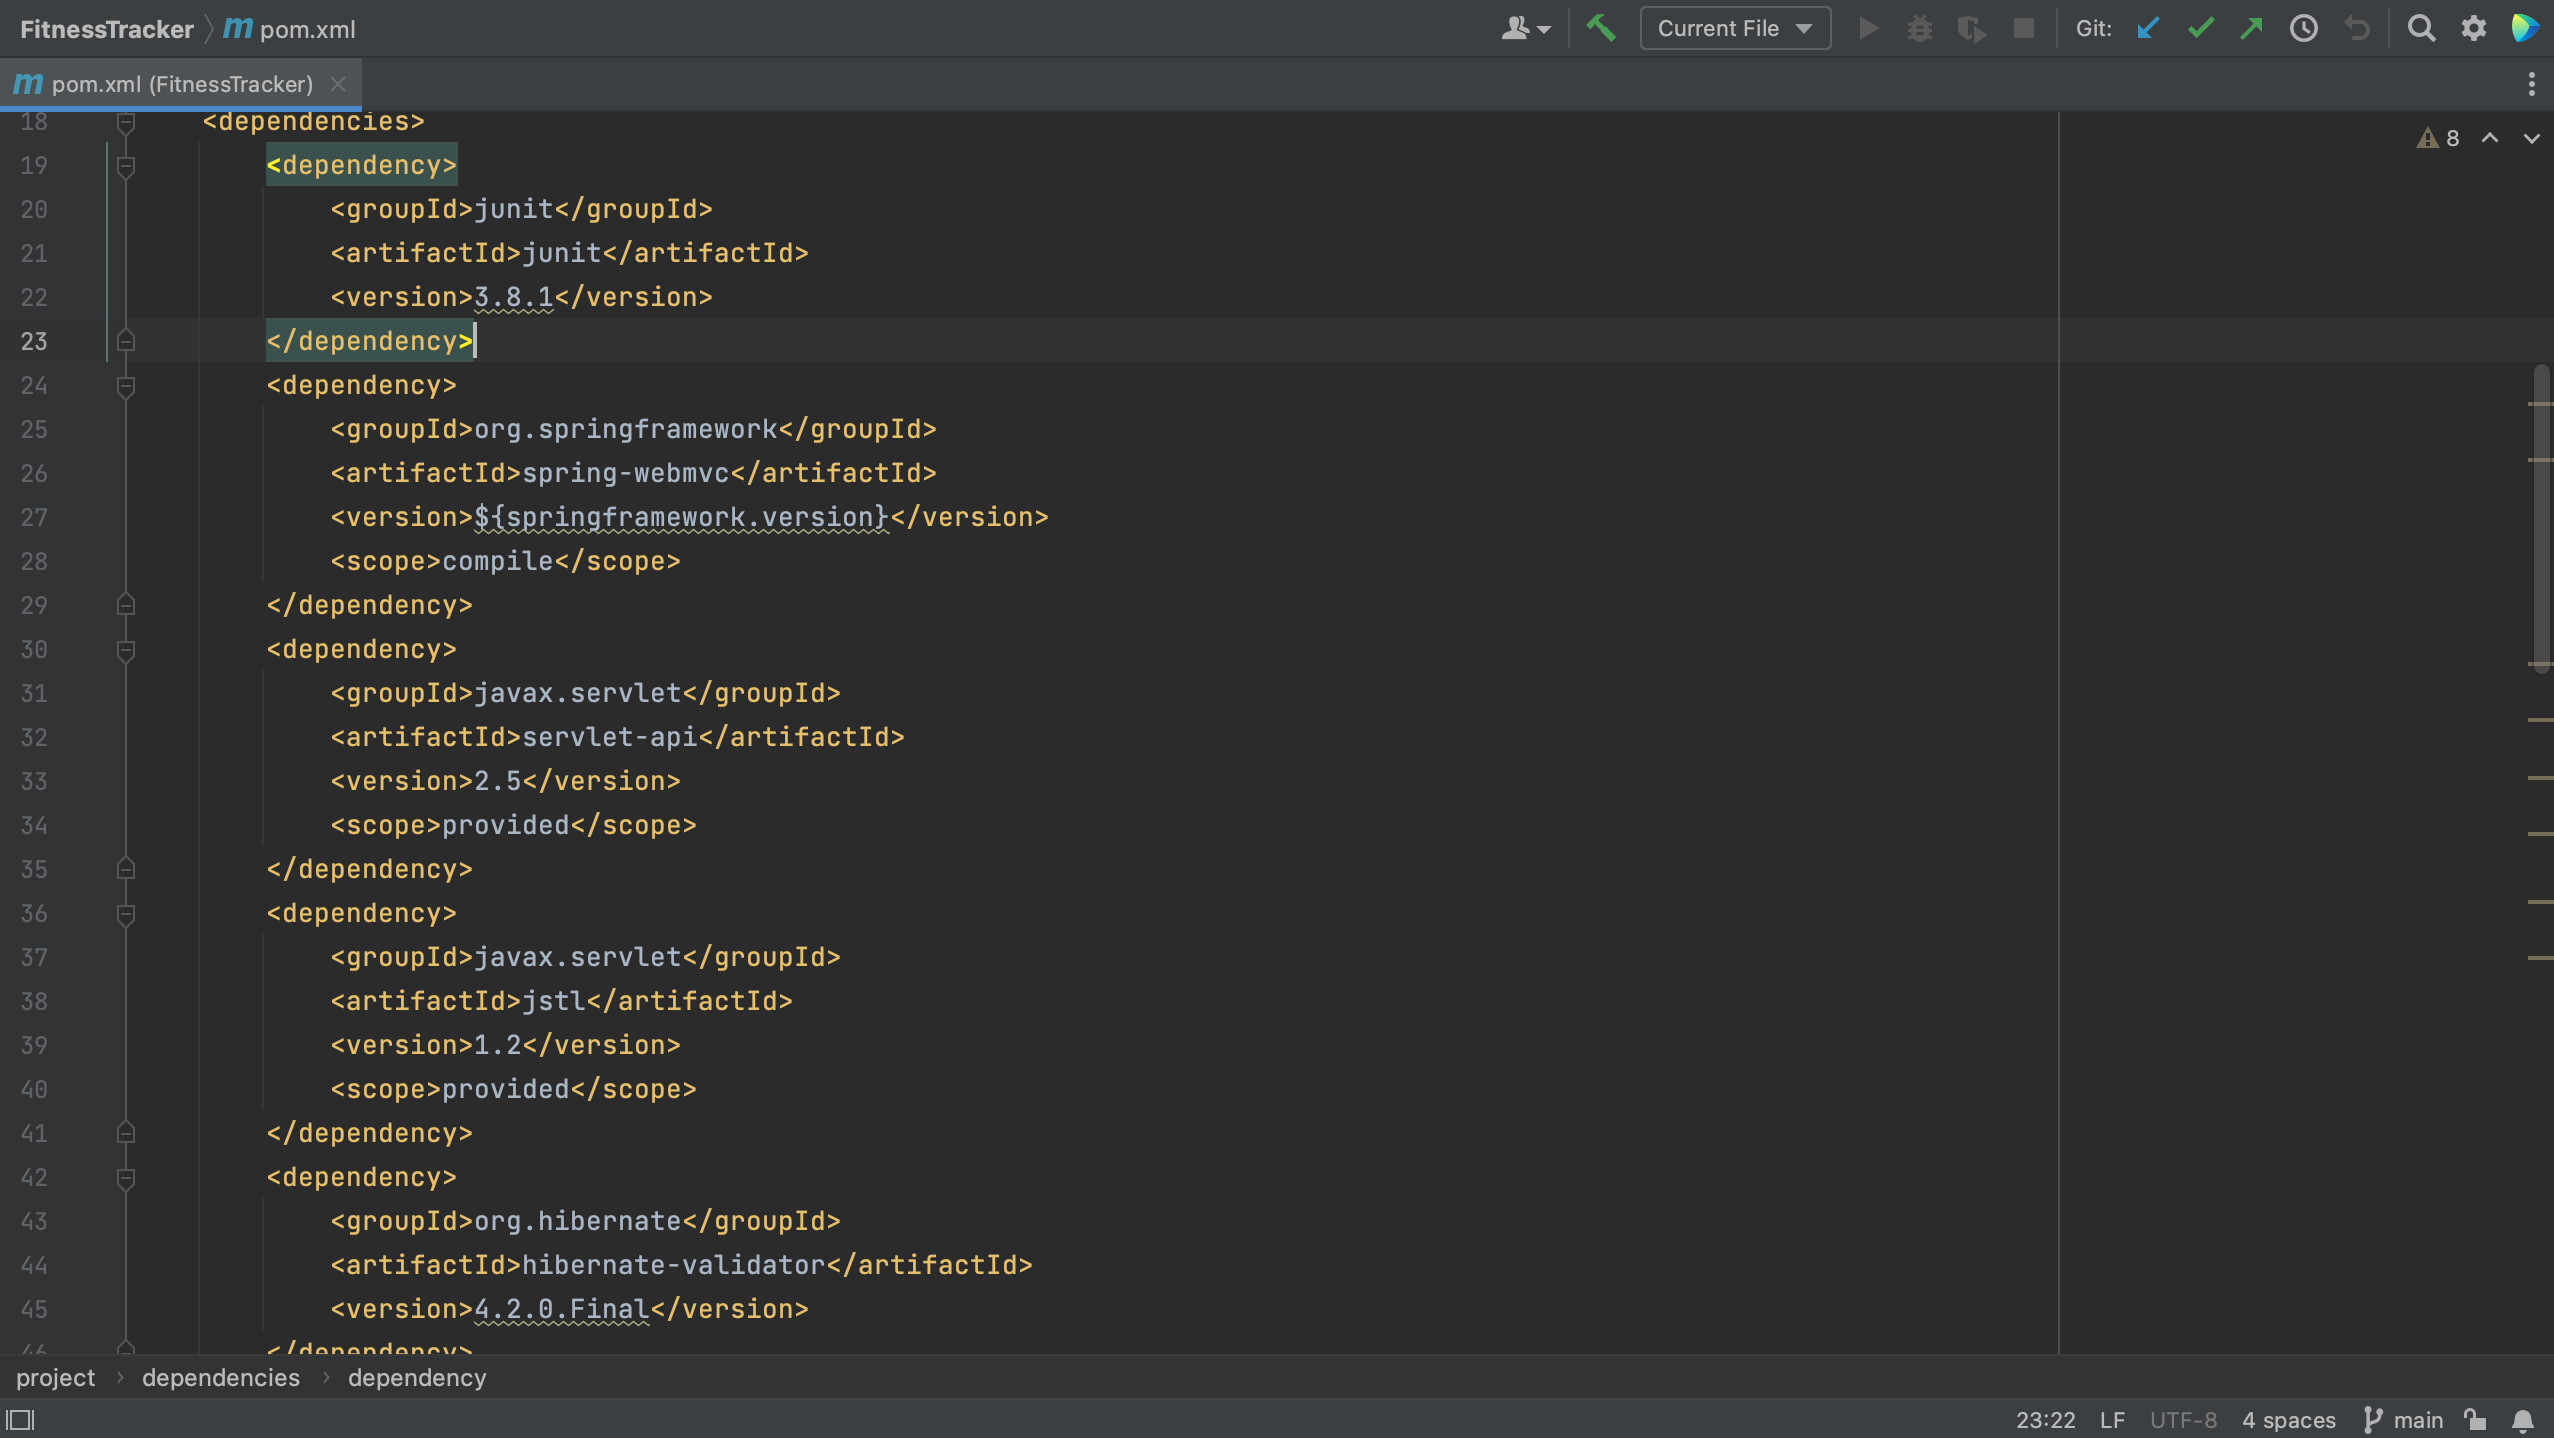 FitnessTracker m pom.xml Current File Git:
m pom.xml (FitnessTracker)
8
18 <dependencies>
19 <dependency>
20 <groupId>junit</groupId>
21 <artifactId>junit</artifactId>
22 <version>3.8.1</version>
23 </dependency>
24 <dependency>
25 <groupId>org.springframework</groupId>
26 <artifactId>spring-webmvc</artifactId>
27 <version>${springframework.version}</version>
28 <scope>compile</scope>
29 </dependency>
30 <dependency>
31 <groupId>javax.servlet</groupId>
32 <artifactId>servlet-api</artifactId>
33 <version>2.5</version>
34 <scope>provided</scope>
35 </dependency>
36 <dependency>
37 <groupId>javax.servlet</groupId>
38 <artifactId>jstl</artifactId>
39 <version>1.2</version>
40 <scope>provided</scope>
41 </dependency>
42 <dependency>
43 <groupId>org.hibernate</groupId>
44 <artifactId>hibernate-validator</artifactId>
45 <version>4.2.0.Final</version>
46 </dependency>
project dependencies dependency
23:22 LF UTF-8 4 spaces main